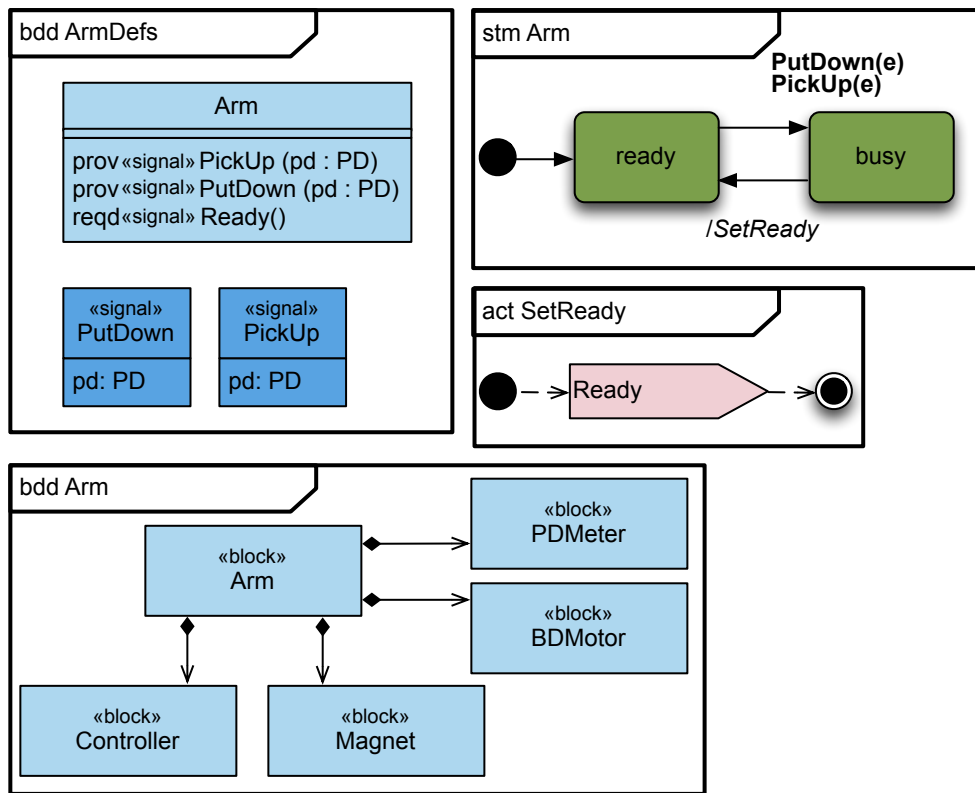 bdd ArmDefs
Arm
prov «signal» PickUp (pd : PD)
prov «signal» PutDown (pd : PD)
reqd «signal» Ready()
«signal»
PutDown
pd: PD
«signal»
PickUp
pd: PD
stm Arm
PutDown(e)
PickUp(e)
ready
busy
/SetReady
act SetReady
Ready
bdd Arm
«block»
Arm
«block»
PDMeter
«block»
BDMotor
«block»
Controller
«block»
Magnet